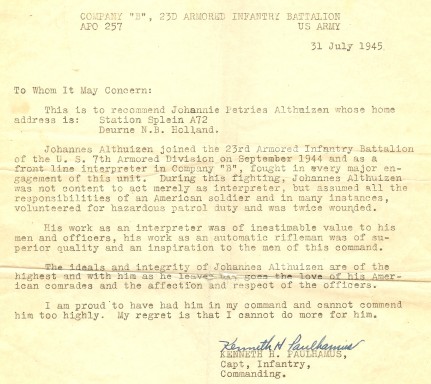 COMPANY "B", 23D ARMORED INFANTRY BATTALION
APO 257 US ARMY
31 July 1945
To Whom It May Concern:
This is to recommend Johannie Petries Althuizen whose home
address is: Station Splein A72
Deurne N.B. Holland.
Johannes Althuizen joined the 23rd Armored Infantry Battalion
of the U. S. 7th Armored Division on September 1944 and as a
front line interpreter in Company "B", fought in every major en-
gagement of this unit. During this fighting, Johannes Althuizen
was not content to act merely as interpreter, but assumed all the
responsibilities of an American soldier and in many instances,
volunteered for hazardous patrol duty and was twice wounded.
His work as an interpreter was of inestimable value to his
men and officers, his work as an automatic rifleman was of su-
perior quality and an inspiration to the men of this command.
The ideals and integrity of Johannes Althuizen are of the
highest and with him as he leaves goes the love of his Amer-
ican comrades and the affection and respect of the officers.
I am proud to have had him in my command and cannot commend
him too highly. My regret is that I cannot do more for him.
Kenneth H Paulhamus
KENNETH H. PAULHAMUS,
Capt, Infantry,
Commanding.